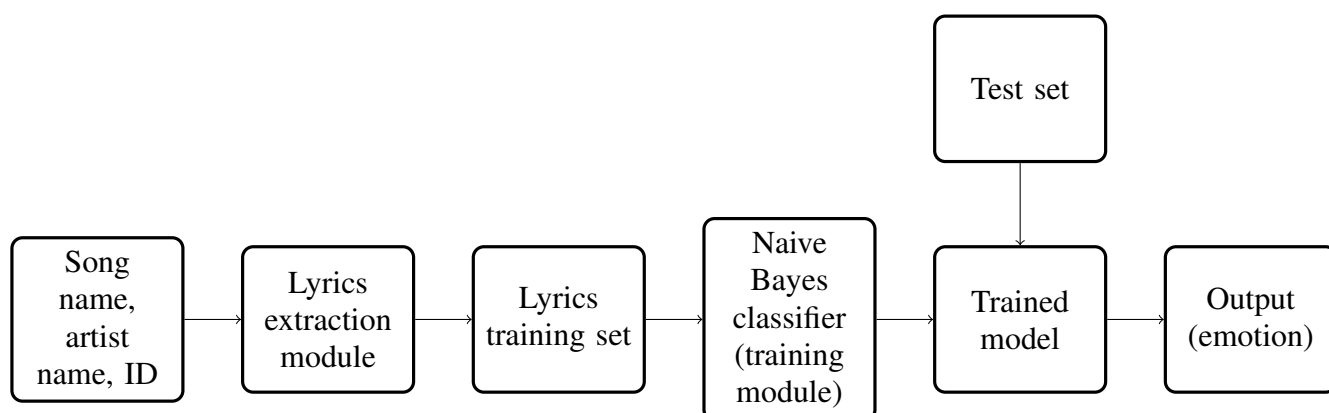 Test set
Song
name,
artist
name, ID
Lyrics
extraction
module
Lyrics
training set
Naive
Bayes
classifier
(training
module)
Trained
model
Output
(emotion)